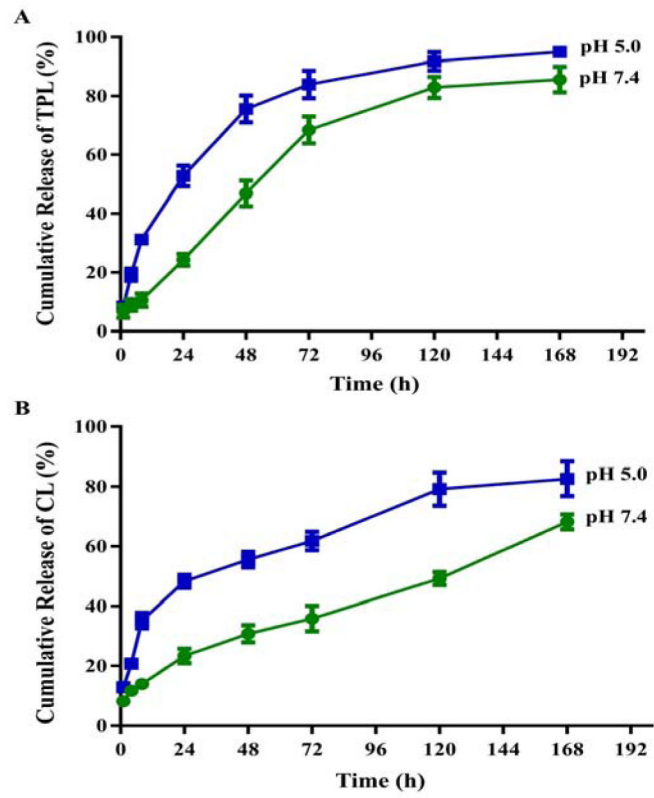 A
Cumulative Release of TPL (%)
100
80
60
40
20
0
pH 5.0
pH 7.4
0 24 48 72 96 120 144 168 192
Time (h)
B
Cumulative Release of CL (%)
100
80
60
40
20
0
pH 5.0
pH 7.4
0 24 48 72 96 120 144 168 192
Time (h)